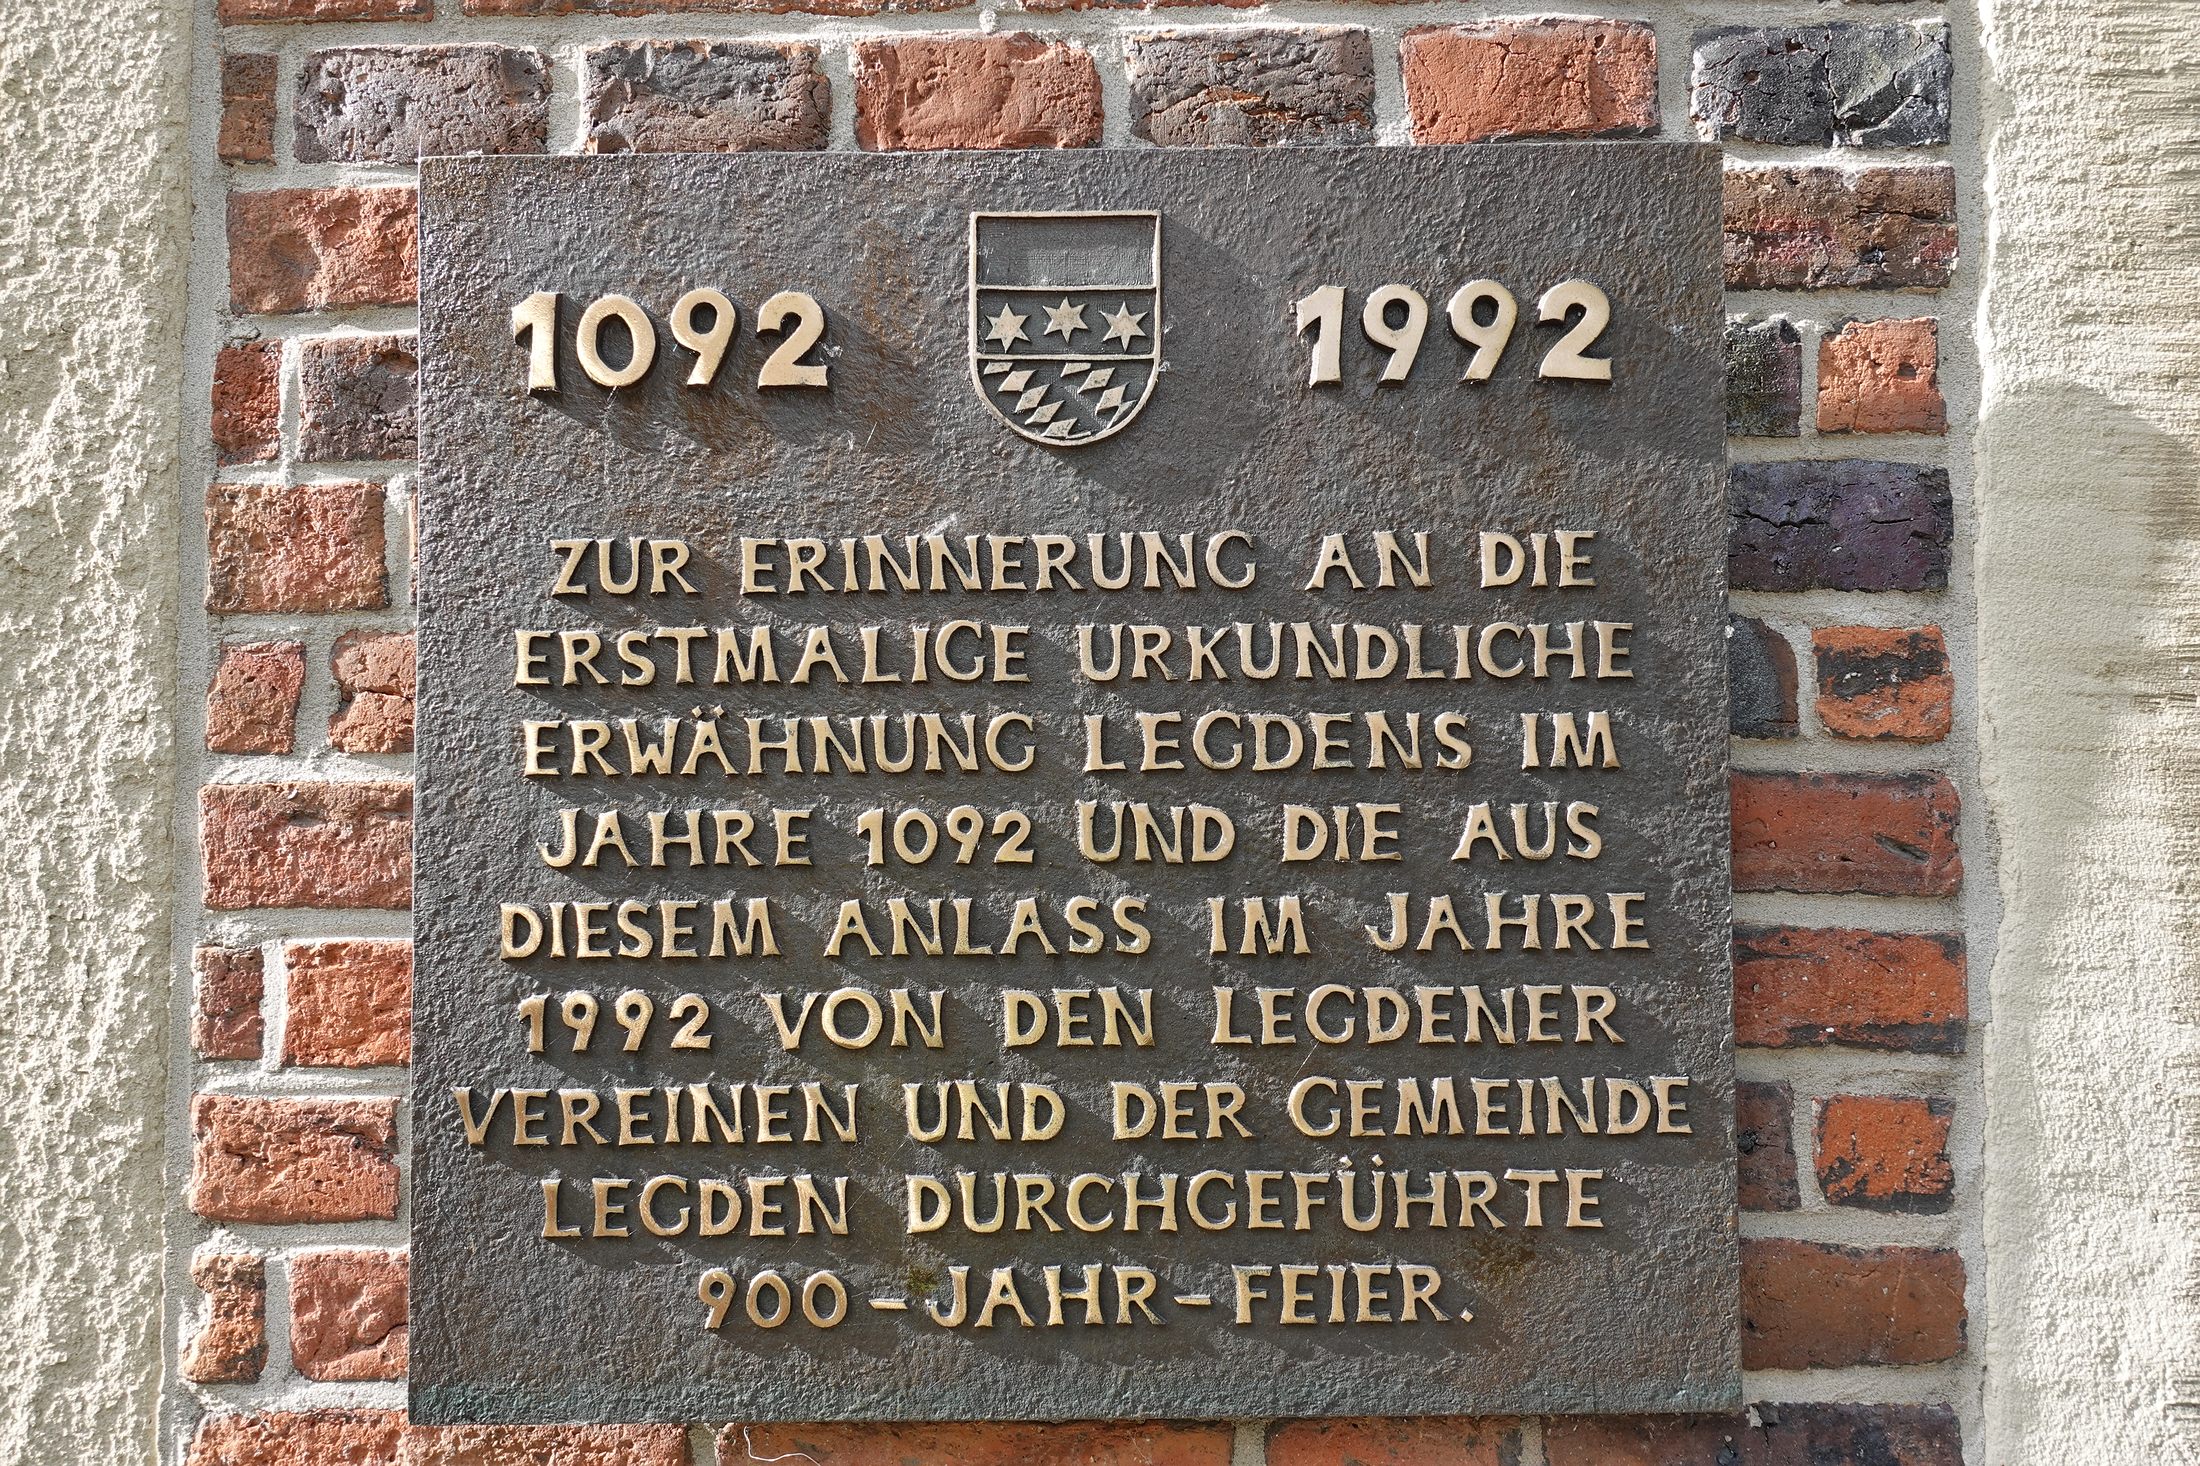 1092 1992
ZUR ERINNERUNG AN DIE
ERSTMALIGE URKUNDLICHE
ERWÄHNUNG LEGDENS IM
JAHRE 1092 UND DIE AUS
DIESEM ANLASS IM JAHRE
1992 VON DEN LEGDENER
VEREINEN UND DER GEMEINDE
LEGDEN DURCHGEFÜHRTE
900-JAHR-FEIER.